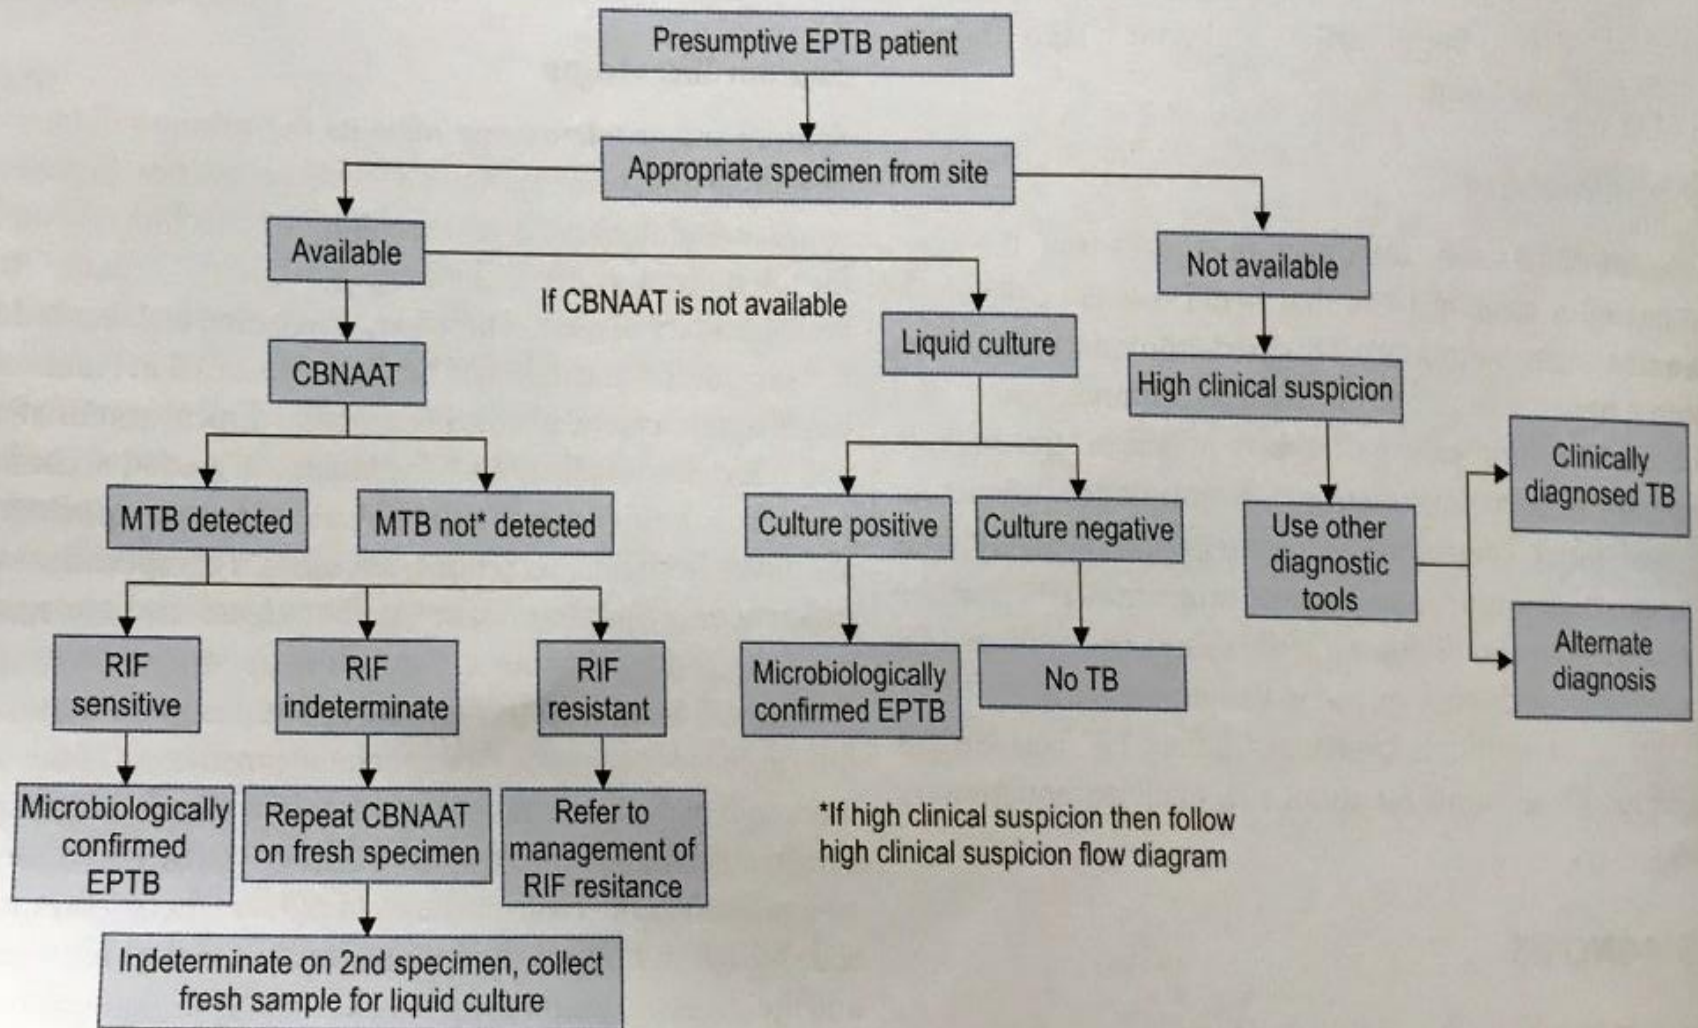 Presumptive EPTB patient
Appropriate specimen from site
Available
Not available
If CBNAAT is not available
Liquid culture
CBNAAT
High clinical suspicion
MTB detected
MTB not* detected
Culture positive
Culture negative
Use other
diagnostic
tools
Clinically
diagnosed TB
Alternate
diagnosis
RIF
sensitive
RIF
indeterminate
RIF
resistant
Microbiologically
confirmed EPTB
No TB
Microbiologically
confirmed
EPTB
Repeat CBNAAT
on fresh specimen
Refer to
management of
RIF resitance
*If high clinical suspicion then follow
high clinical suspicion flow diagram
Indeterminate on 2nd specimen, collect
fresh sample for liquid culture